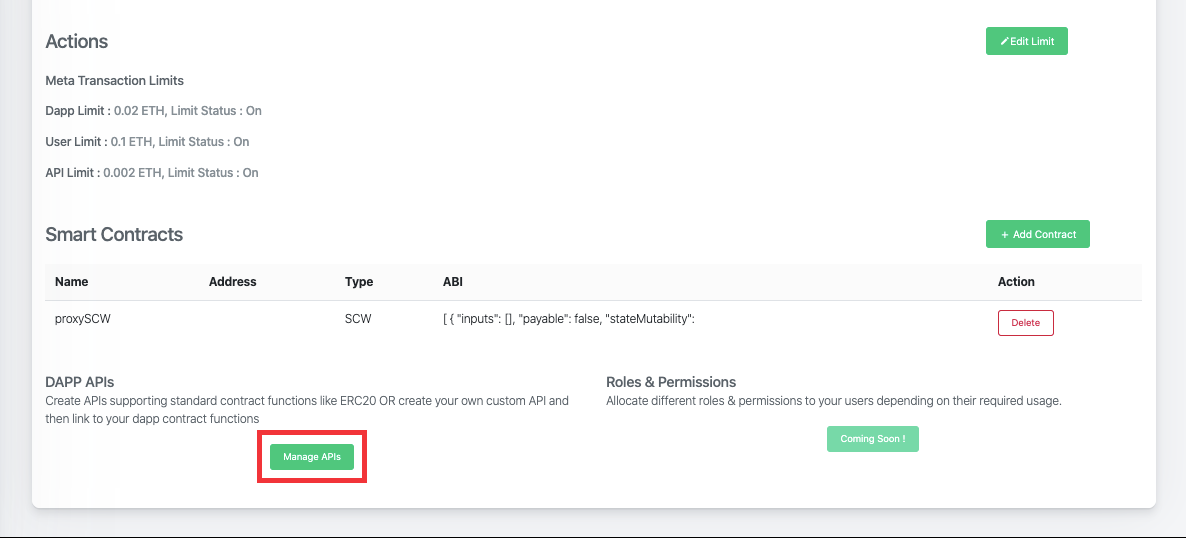 Actions
Edit Limit
Meta Transaction Limits
Dapp Limit : 0.02 ETH, Limit Status : On
User Limit : 0.1 ETH, Limit Status : On
API Limit : 0.002 ETH, Limit Status : On
Smart Contracts
+ Add Contract
Name Address Type ABI Action
proxySCW SCW [ { "inputs": [], "payable": false, "stateMutability": Delete
DAPP APIs
Create APIs supporting standard contract functions like ERC20 OR create your own custom API and
then link to your dapp contract functions
Manage APIs
Roles & Permissions
Allocate different roles & permissions to your users depending on their required usage.
Coming Soon !